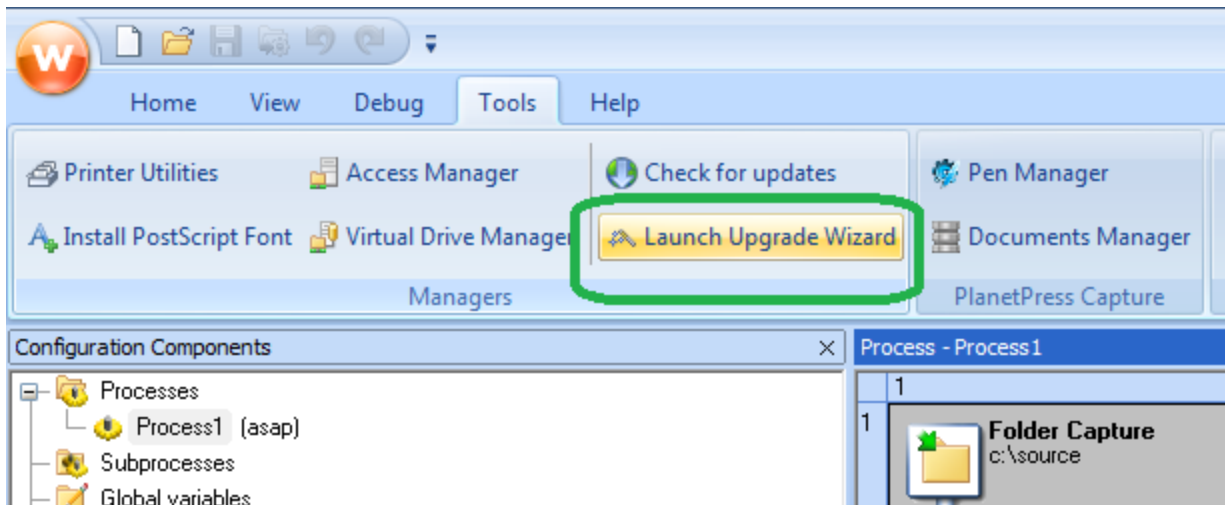 W
Home View Debug Tools Help
Printer Utilities Access Manager Check for updates Pen Manager
Install PostScript Font Virtual Drive Manager Launch Upgrade Wizard Documents Manager
Managers PlanetPress Capture
Configuration Components Process - Process1
Processes 1
Process1 (asap) 1 Folder Capture
c:\source
Subprocesses
Global variables